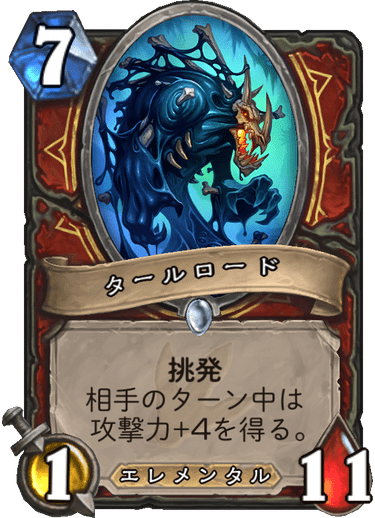 7
タールロード
挑発
相手のターン中は
攻撃力+4を得る。
エレメンタル
1
11